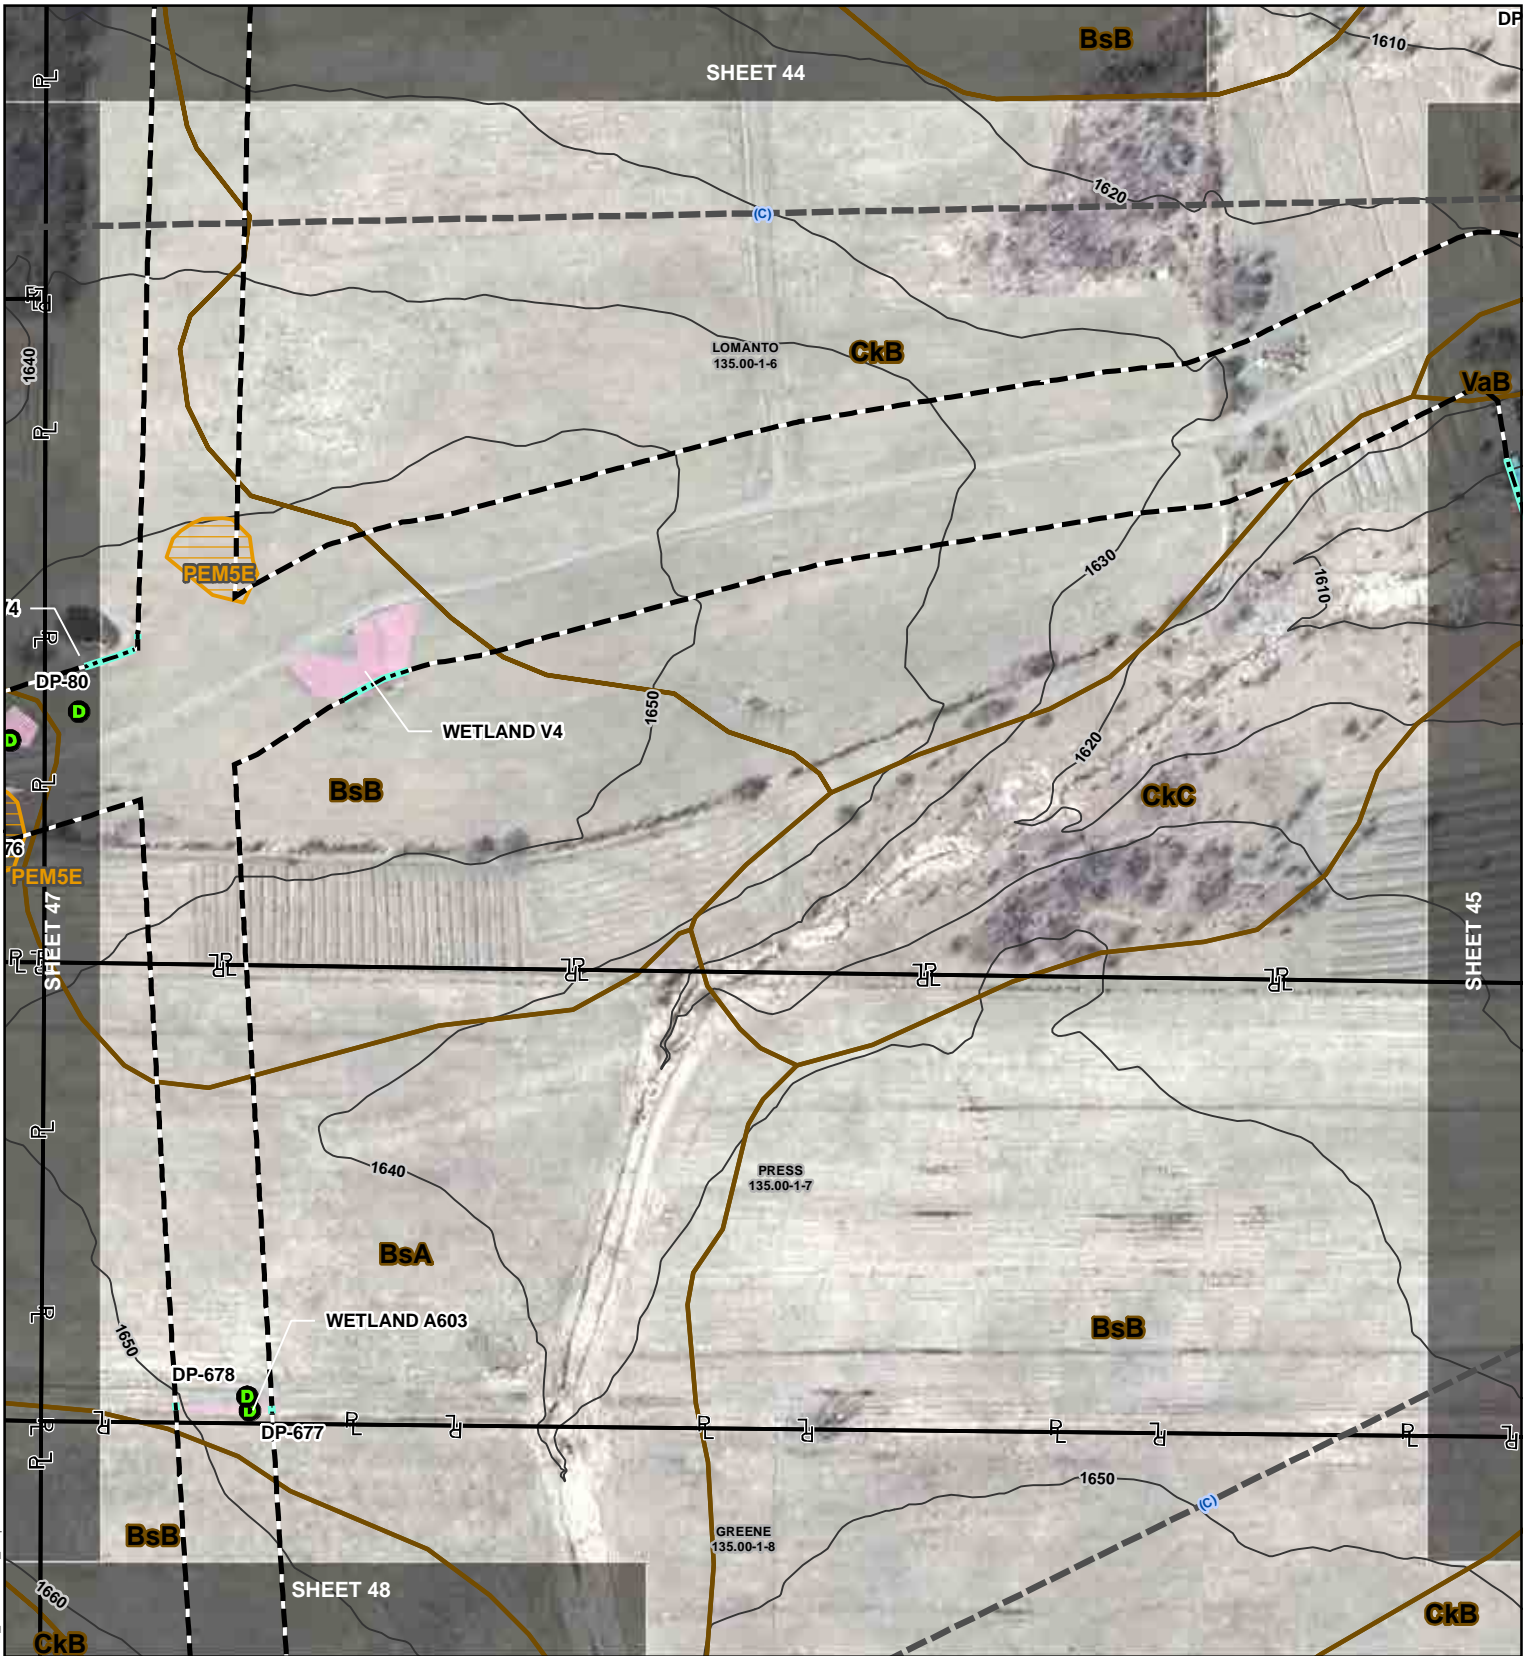 DP
BsB
1610
SHEET 44
1620
(C)
1640
LOMANTO
135.00-1-6
CkB
VaB
PEM5E
1630
1610
74
DP-80
D
D
1650
WETLAND V4
1620
BsB
CkC
76
PEM5E
SHEET 47
SHEET 45
PL
1640
PRESS
135.00-1-7
BsA
WETLAND A603
BsB
1650
DP-678
D
D
DP-677
1650
(C)
BsB
GREENE
135.00-1-8
SHEET 48
1660
CkB
CkB